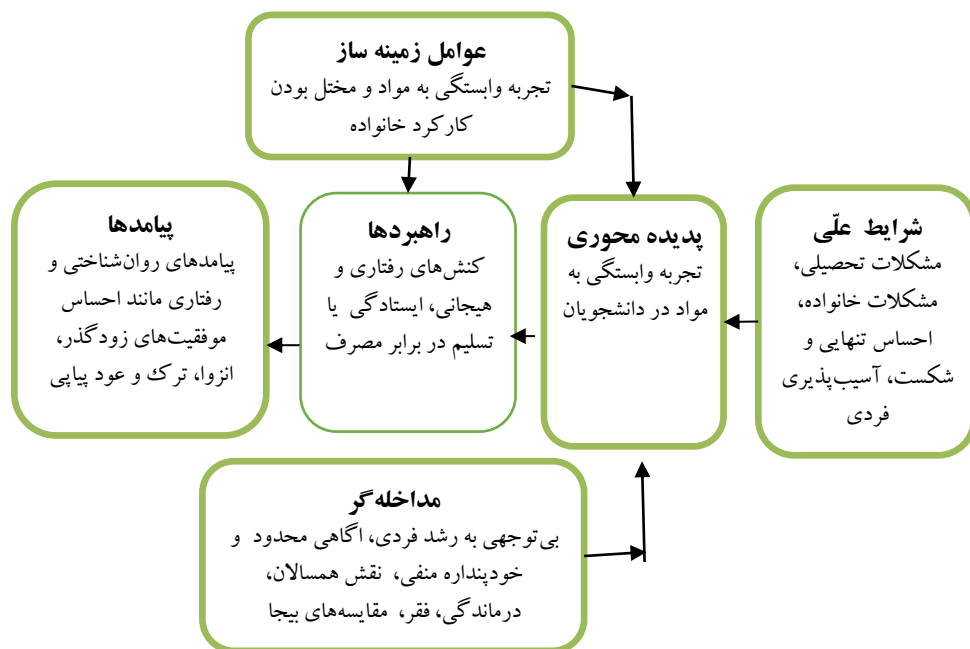 عوامل زمینه ساز
تجربه وابستگی به مواد و مختل بودن
کارکرد خانواده
شرایط علّی
مشکلات تحصیلی،
مشکلات خانواده،
احساس تنهایی و
شکست، آسیب‌پذیری
فردی
پدیده محوری
تجربه وابستگی به
مواد در دانشجویان
راهبردها
کنش‌های رفتاری و
هیجانی، ایستادگی یا
تسلیم در برابر مصرف
پیامدها
پیامدهای روان‌شناختی و
رفتاری مانند احساس
موفقیت‌های زودگذر،
انزوا، ترک و عود پیاپی
مداخله‌گر
بی‌توجهی به رشد فردی، اگاهی محدود و
خودپنداره منفی، نقش همسالان،
درماندگی، فقر، مقایسه‌های بیجا